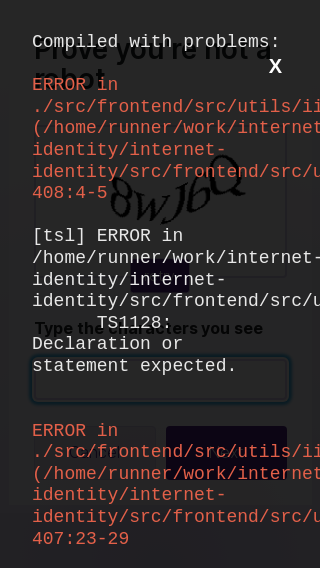 Compiled with problems:
X
Prove you're not a
robot
ERROR in
./src/frontend/src/utils/ii
(/home/runner/work/internet
identity/internet-
identity/src/frontend/src/u
408:4-5
8wJ6Q
[tsl] ERROR in
/home/runner/work/internet-
identity/internet-
identity/src/frontend/src/u
TS1128:
Type the characters you see
Declaration or
statement expected.
ERROR in
./src/frontend/src/utils/ii
(/home/runner/work/internet
identity/internet-
identity/src/frontend/src/u
407:23-29